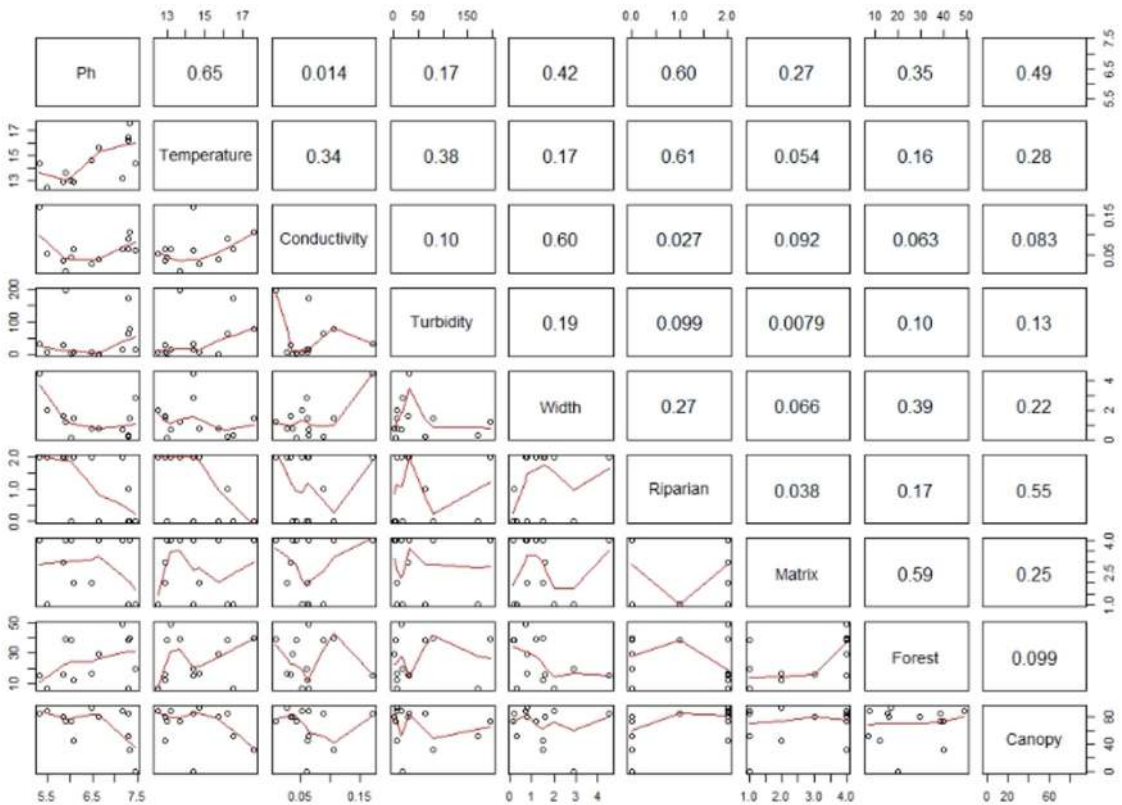 13 15 17 0 50 150 0.0 1.0 2.0 10 20 30 40 50
Ph 0.65 0.014 0.17 0.42 0.60 0.27 0.35 0.49 5.5 6.5 7.5
13 15 17 Temperature 0.34 0.38 0.17 0.61 0.054 0.16 0.28
Conductivity 0.10 0.60 0.027 0.092 0.063 0.083 0.05 0.15
0 100 200 Turbidity 0.19 0.099 0.0079 0.10 0.13
Width 0.27 0.066 0.39 0.22 0 2 4
0.0 1.0 2.0 Riparian 0.038 0.17 0.55
Matrix 0.59 0.25 1.0 2.5 4.0
10 30 50 Forest 0.099
Canopy 0 40 80
5.5 6.5 7.5 0.05 0.15 0 1 2 3 4 1.0 2.0 3.0 4.0 0 20 60